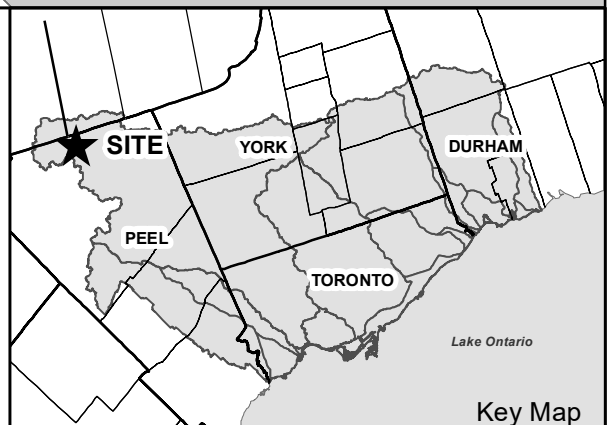 SITE
YORK
DURHAM
PEEL
TORONTO
Lake Ontario
Key Map